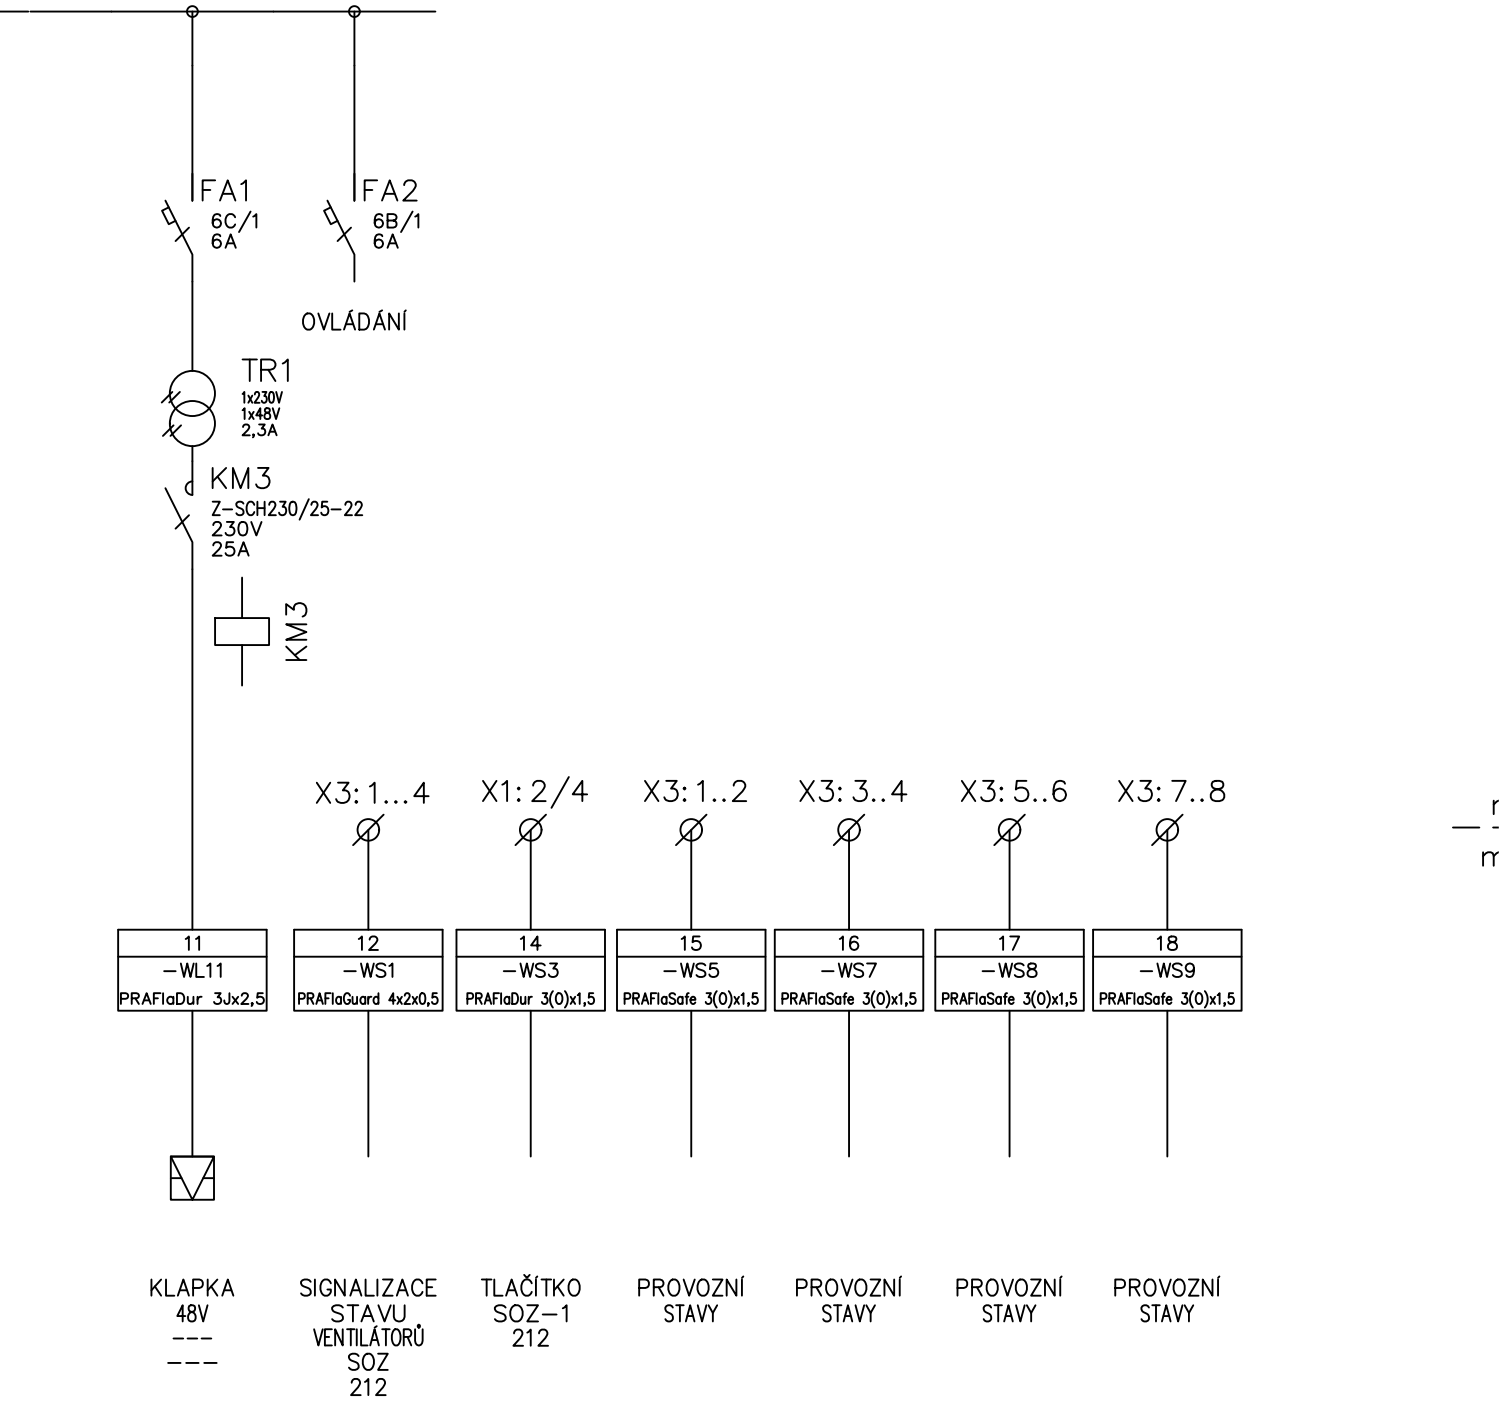 FA1
6C/1
6A
FA2
6B/1
6A
OVLÁDÁNÍ
TR1
1x230V
1x48V
2,3A
KM3
Z-SCH230/25-22
230V
25A
KM3
X3: 1...4
X1: 2/4
X3: 1..2
X3: 3..4
X3: 5..6
X3: 7..8
11
-WL11
PRAFlaDur 3Jx2,5
12
-WS1
PRAFlaGuard 4x2x0,5
14
-WS3
PRAFlaDur 3(O)x1,5
15
-WS5
PRAFlaSafe 3(O)x1,5
16
-WS7
PRAFlaSafe 3(O)x1,5
17
-WS8
PRAFlaSafe 3(O)x1,5
18
-WS9
PRAFlaSafe 3(O)x1,5
KLAPKA
48V
---
---
SIGNALIZACE
STAVU
VENTILÁTORŮ
SOZ
212
TLAČÍTKO
SOZ-1
212
PROVOZNÍ
STAVY
PROVOZNÍ
STAVY
PROVOZNÍ
STAVY
PROVOZNÍ
STAVY